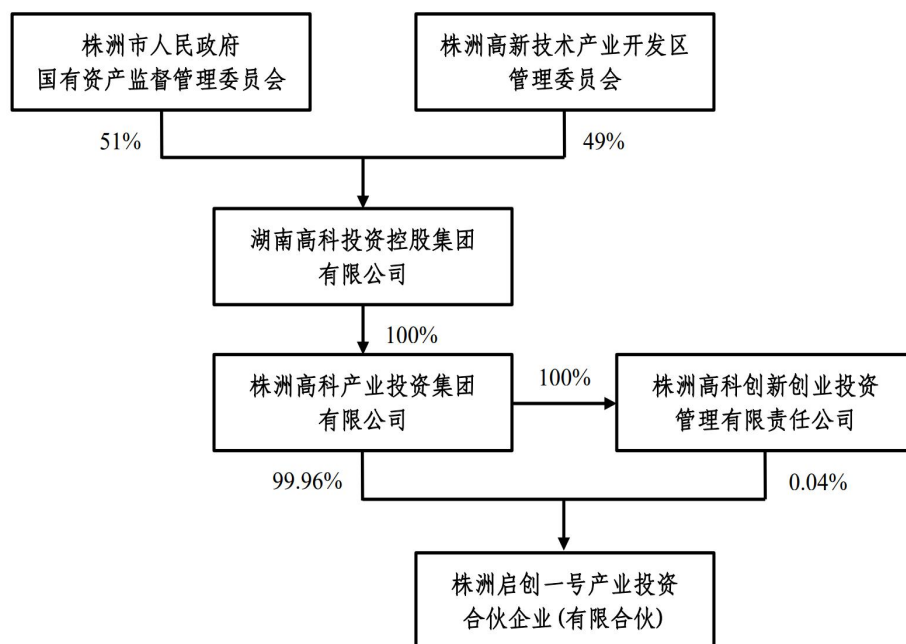 株洲市人民政府
国有资产监督管理委员会
株洲高新技术产业开发区
管理委员会
51%
49%
湖南高科投资控股集团
有限公司
100%
株洲高科产业投资集团
有限公司
100%
株洲高科创新创业投资
管理有限责任公司
99.96%
0.04%
株洲启创一号产业投资
合伙企业(有限合伙)